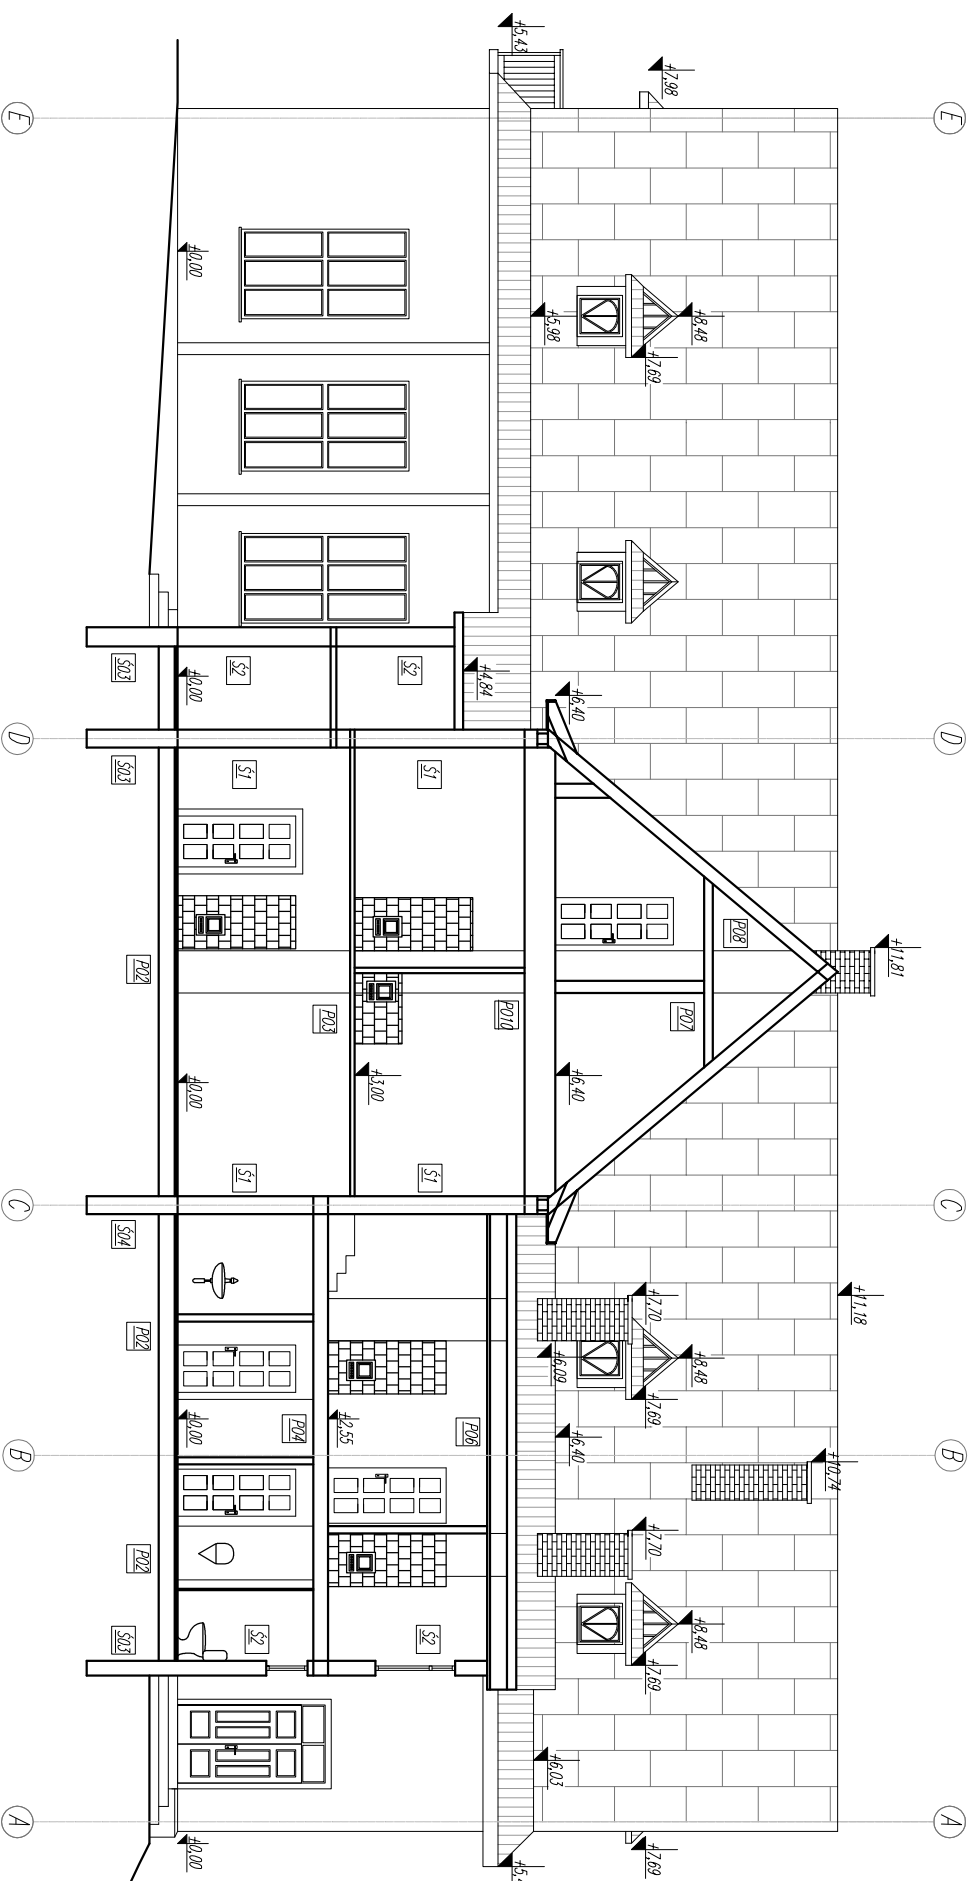 E
D
C
B
A
+11,81
+11,18
+10,74
+8,48
+8,48
+8,48
+7,98
+7,69
+7,69
+7,69
+7,69
+7,70
+7,70
+6,40
+6,40
+6,40
+6,09
+6,03
+5,98
+5,43
+4,84
P08
P07
P010
P06
Ś1
Ś1
Ś2
Ś2
+3,00
+2,55
P03
P04
Ś2
Ś1
Ś1
Ś2
±0,00
±0,00
±0,00
±0,00
±0,00
P02
P02
P02
Ś03
Ś03
Ś04
Ś03
E
D
C
B
A